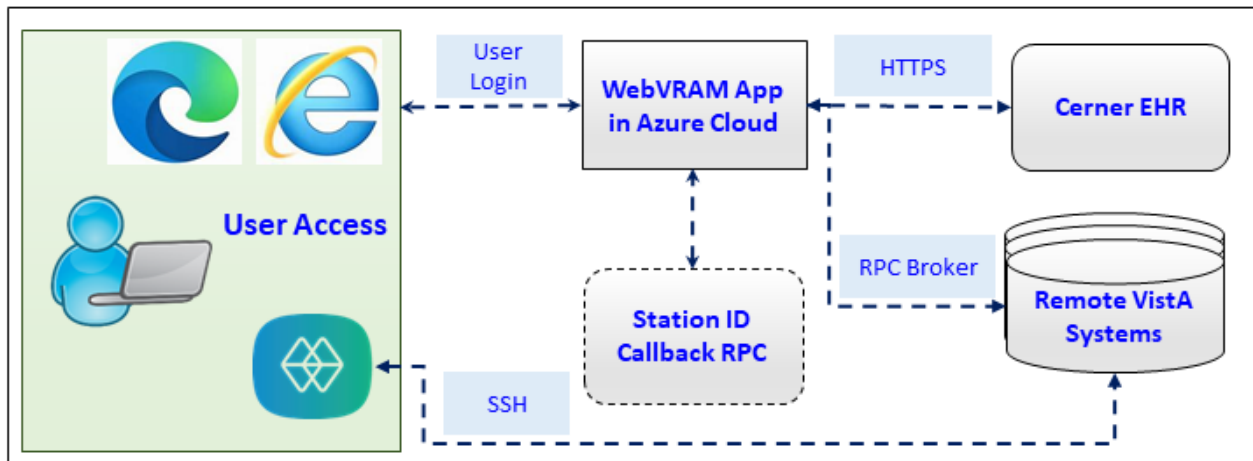 User
Login
HTTPS
WebVRAM App
in Azure Cloud
Cerner EHR
User Access
RPC Broker
Station ID
Callback RPC
Remote VistA
Systems
SSH